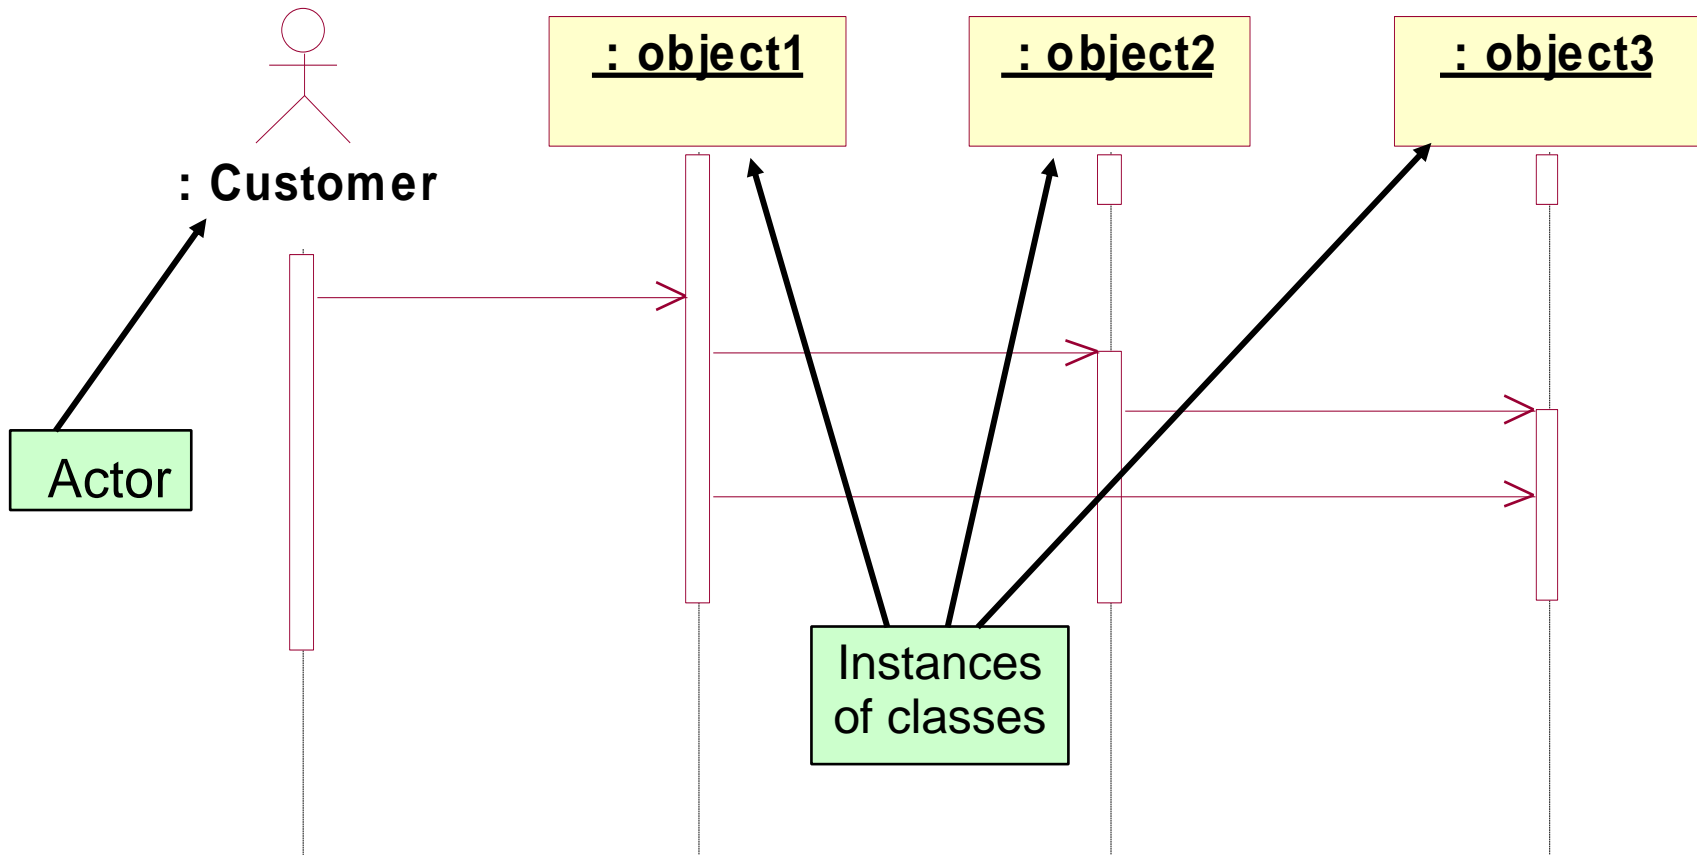 : object1
: object2
: object3
: Customer
Actor
Instances
of classes